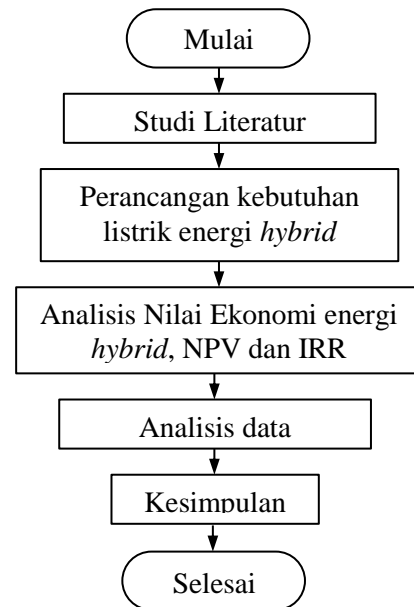 Mulai
Studi Literatur
Perancangan kebutuhan
listrik energi hybrid
Analisis Nilai Ekonomi energi
hybrid, NPV dan IRR
Analisis data
Kesimpulan
Selesai